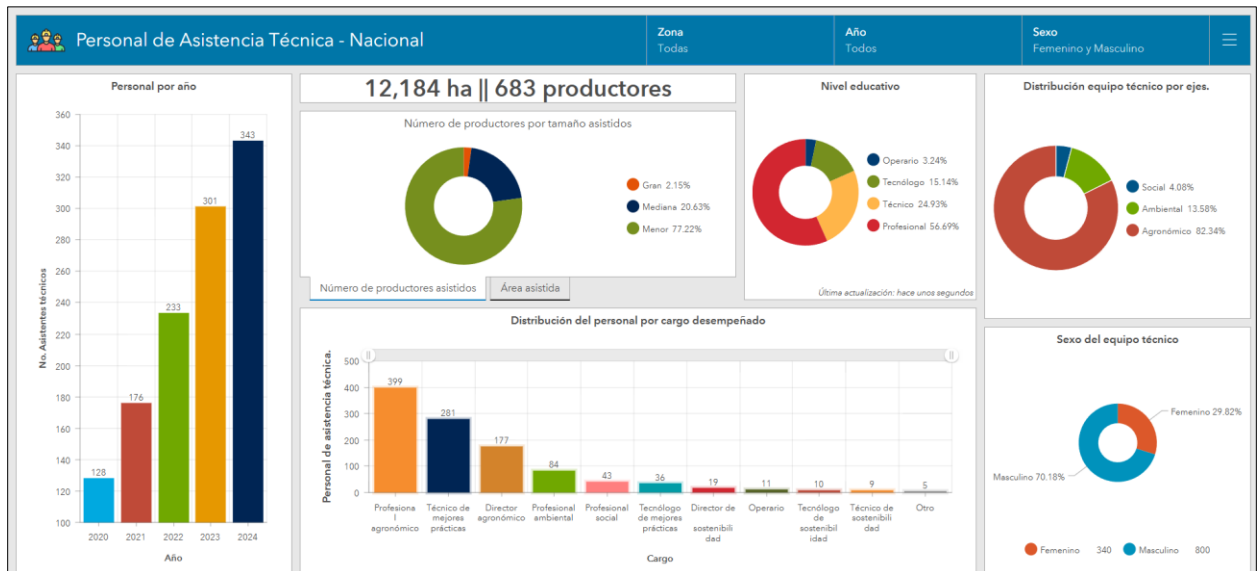 Personal de Asistencia Técnica - Nacional
Zona
Todas
Año
Todos
Sexo
Femenino y Masculino
Personal por año
No. Asistentes técnicos
360
340
320
300
280
260
240
220
200
180
160
140
120
100
128
176
233
301
343
2020
2021
2022
2023
2024
Año
12,184 ha || 683 productores
Número de productores por tamaño asistidos
Gran 2.15%
Mediana 20.63%
Menor 77.22%
Número de productores asistidos
Área asistida
Nivel educativo
Operario 3.24%
Tecnólogo 15.14%
Técnico 24.93%
Profesional 56.69%
Última actualización: hace unos segundos
Distribución equipo técnico por ejes.
Social 4.08%
Ambiental 13.58%
Agronómico 82.34%
Distribución del personal por cargo desempeñado
Personal de asistencia técnica.
500
400
300
200
100
0
399
281
177
84
43
36
19
11
10
9
5
Profesiona
l
agronómico
Técnico de
mejores
prácticas
Director
agronómico
Profesional
ambiental
Profesional
social
Tecnólogo
de mejores
prácticas
Director de
sostenibili
dad
Operario
Tecnólogo
de
sostenibil
idad
Técnico de
sostenibili
dad
Otro
Cargo
Sexo del equipo técnico
Femenino 29.82%
Masculino 70.18%
Femenino 340
Masculino 800